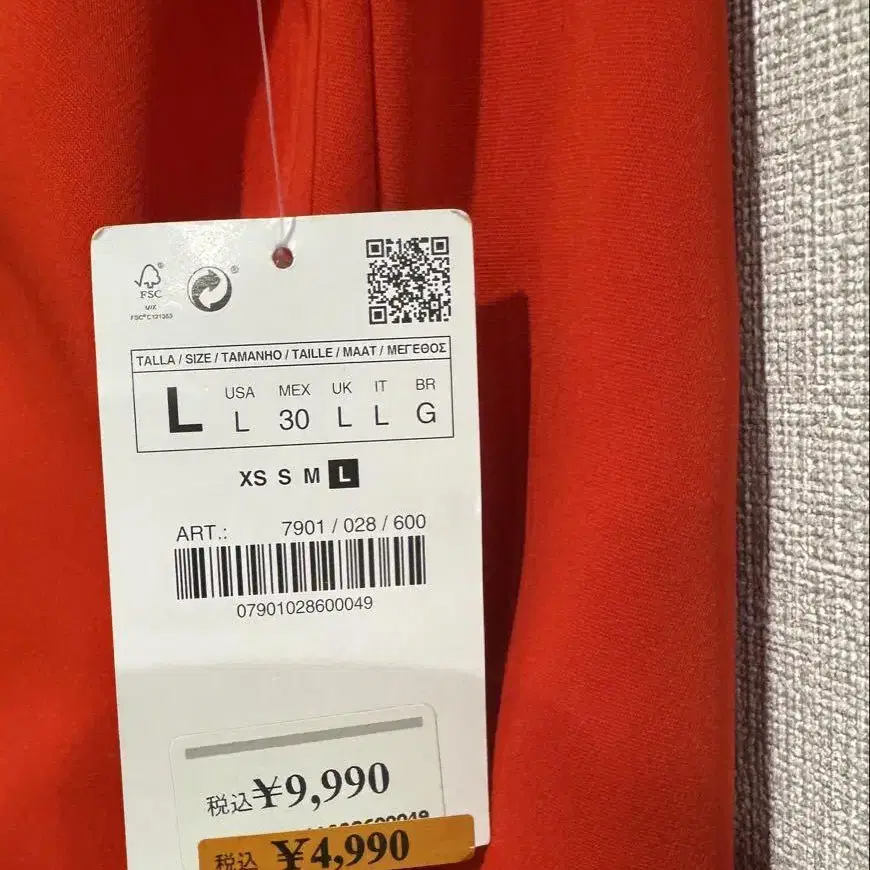 FSC
MIX
TALLA / SIZE / TAMANHO / TAILLE / MAAT / ΜΕΓΕΘΟΣ
L
USA MEX UK IT BR
L 30 L L G
XS S M L
ART.: 7901 / 028 / 600
07901028600049
税込¥9,990
税込 ¥4,990